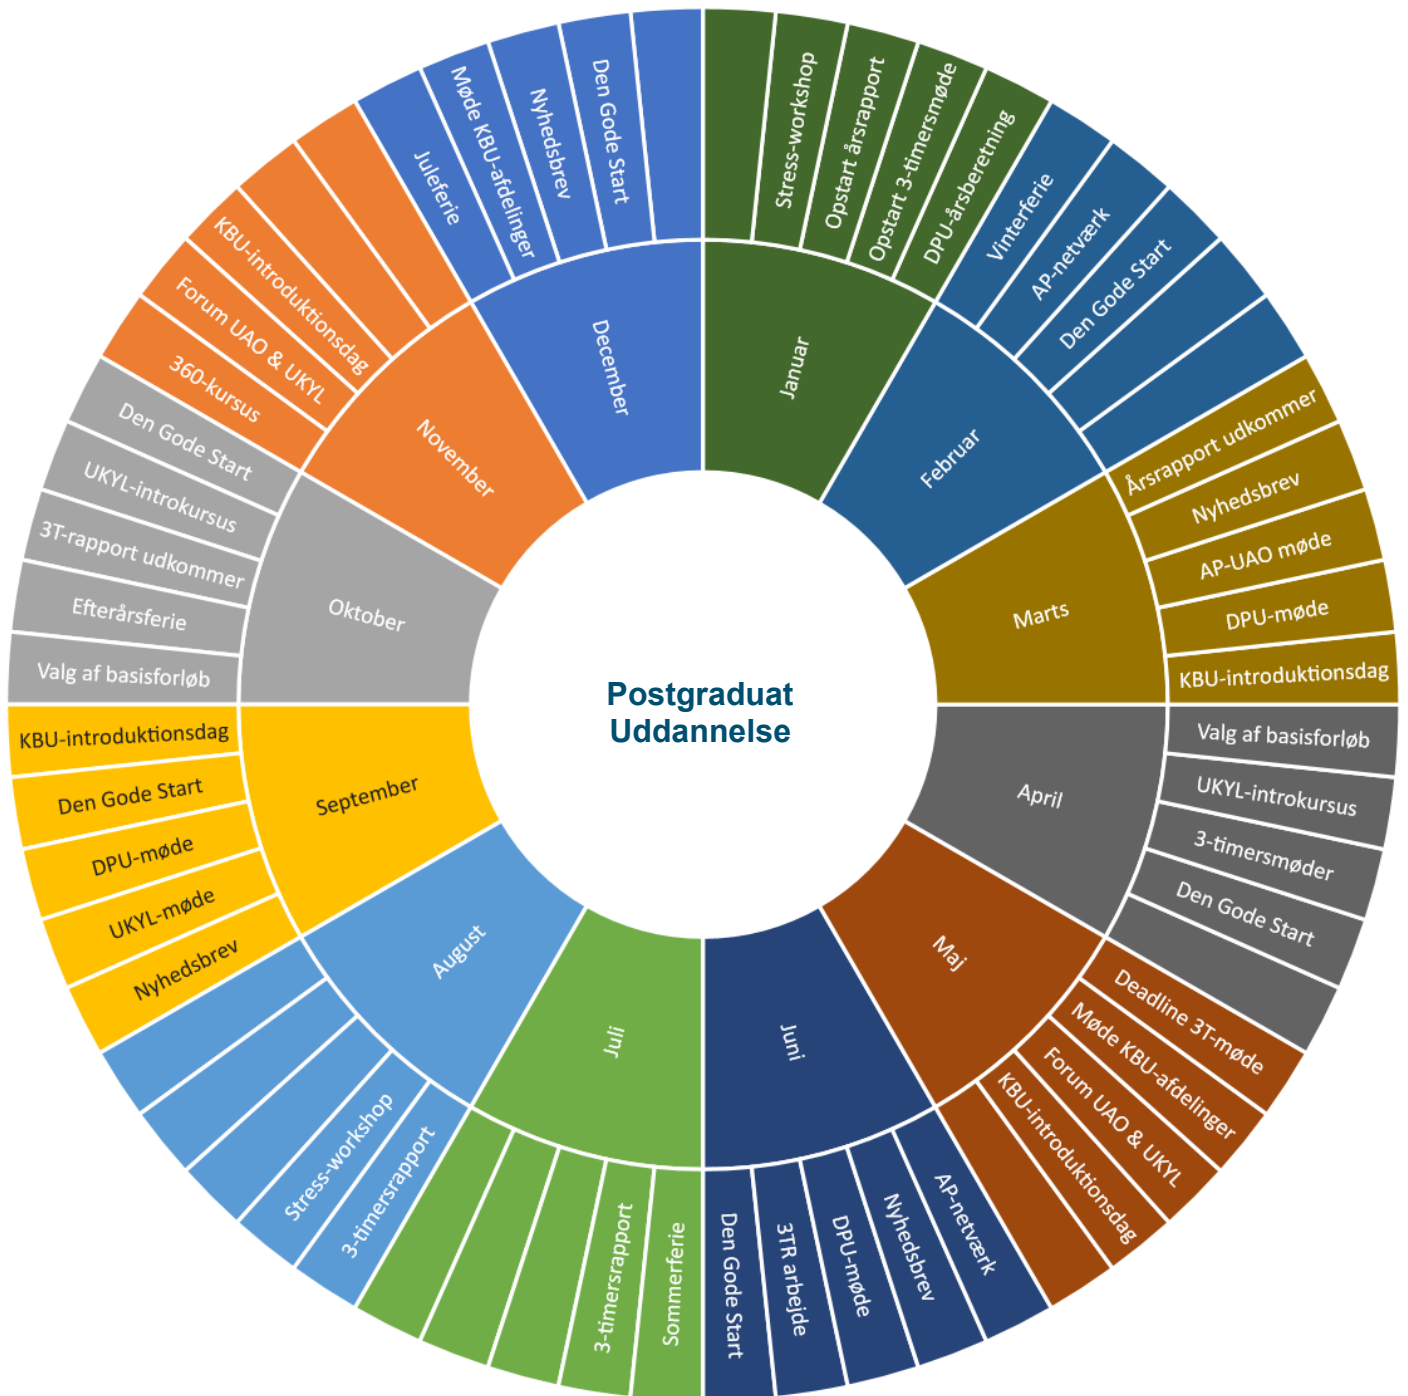 Postgraduat
Uddannelse
Januar
Stress-workshop
Opstart årsrapport
Opstart 3-timersmøde
DPU-årsberetning
Februar
Vinterferie
AP-netværk
Den Gode Start
Marts
Årsrapport udkommer
Nyhedsbrev
AP-UAO møde
DPU-møde
KBU-introduktionsdag
April
Valg af basisforløb
UKYL-introkursus
3-timersmøder
Den Gode Start
Maj
Deadline 3T-møde
Møde KBU-afdelinger
Forum UAO & UKYL
KBU-introduktionsdag
Juni
AP-netværk
Nyhedsbrev
DPU-møde
3TR arbejde
Den Gode Start
Juli
Sommerferie
3-timersrapport
August
3-timersrapport
Stress-workshop
September
Nyhedsbrev
UKYL-møde
DPU-møde
Den Gode Start
KBU-introduktionsdag
Oktober
Valg af basisforløb
Efterårsferie
3T-rapport udkommer
UKYL-introkursus
Den Gode Start
November
360-kursus
Forum UAO & UKYL
KBU-introduktionsdag
December
Juleferie
Møde KBU-afdelinger
Nyhedsbrev
Den Gode Start